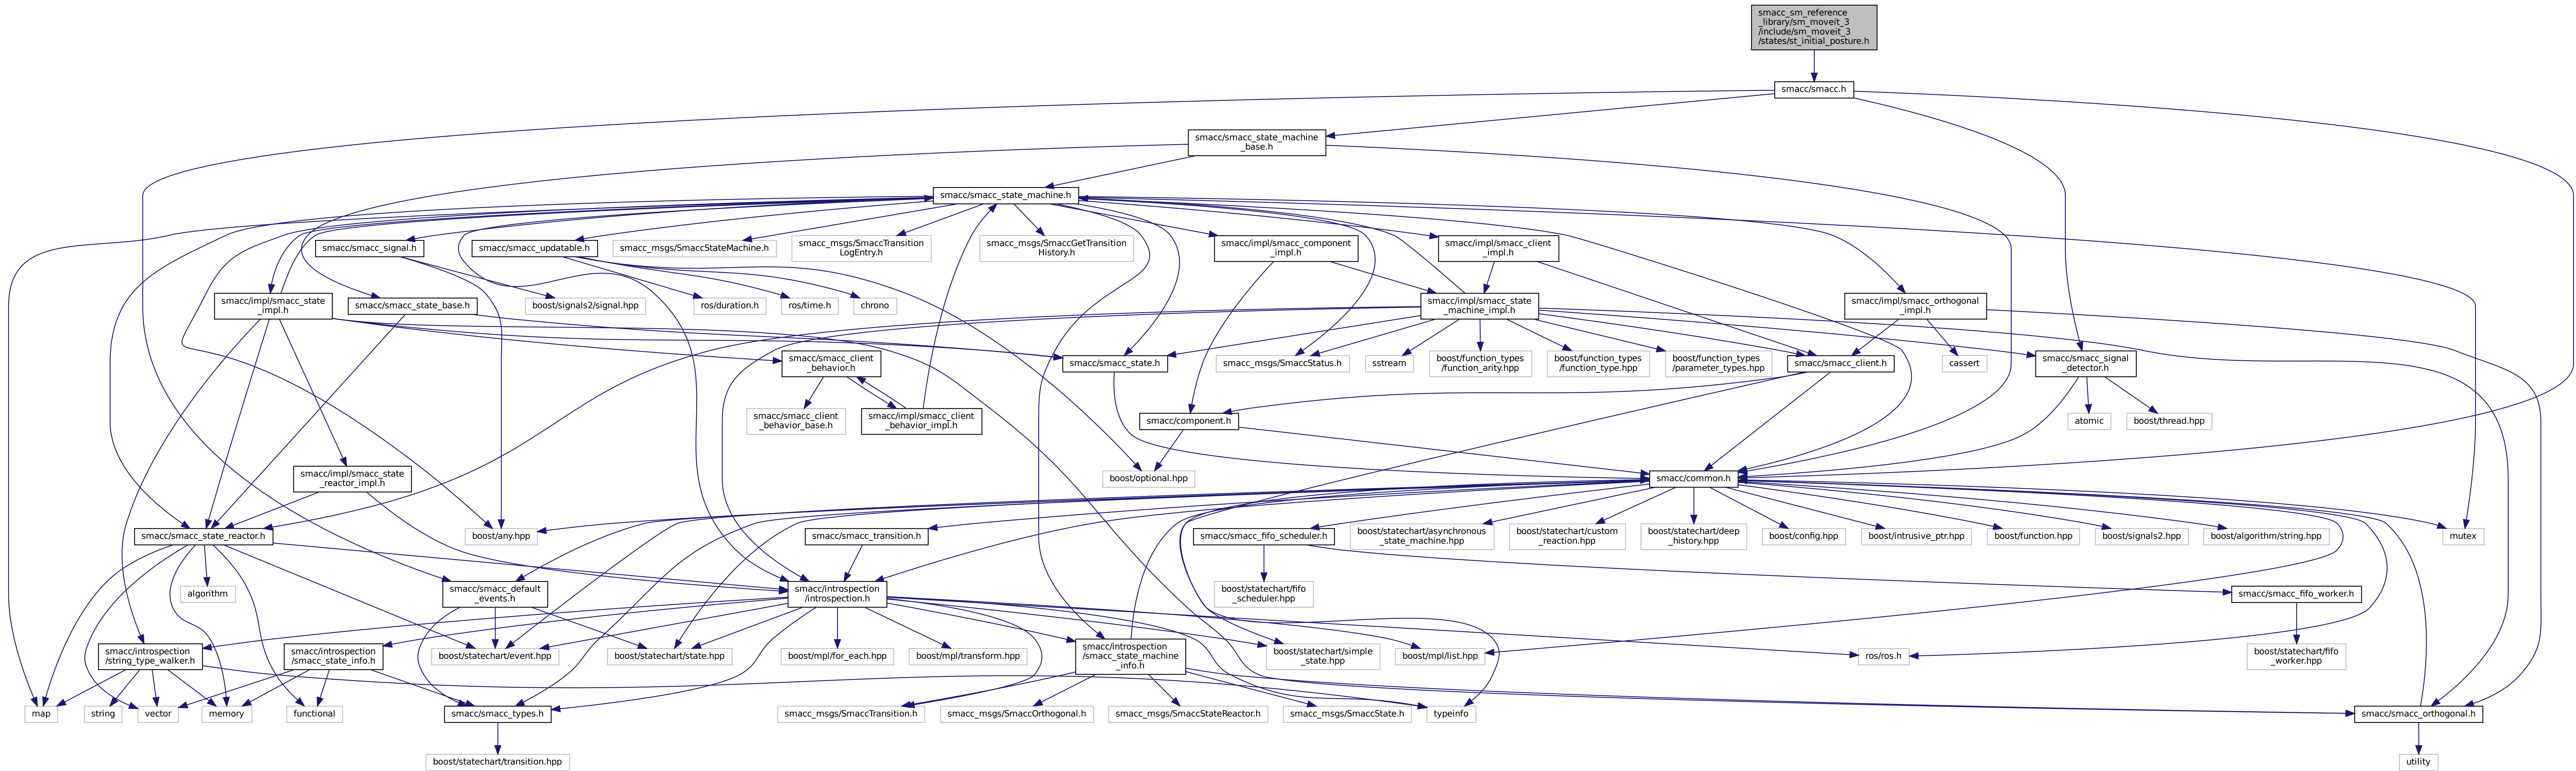 smacc_sm_reference
_library/sm_moveit_3
/include/sm_moveit_3
/states/st_initial_posture.h
smacc/smacc.h
smacc/smacc_state_machine
_base.h
smacc/smacc_state_machine.h
smacc/smacc_signal.h
smacc/smacc_updatable.h
smacc_msgs/SmaccStateMachine.h
smacc_msgs/SmaccTransition
LogEntry.h
smacc_msgs/SmaccGetTransition
History.h
smacc/impl/smacc_component
_impl.h
smacc/impl/smacc_client
_impl.h
smacc/impl/smacc_state
_impl.h
smacc/smacc_state_base.h
boost/signals2/signal.hpp
ros/duration.h
ros/time.h
chrono
smacc/impl/smacc_state
_machine_impl.h
smacc/impl/smacc_orthogonal
_impl.h
smacc/smacc_client
_behavior.h
smacc/smacc_state.h
smacc_msgs/SmaccStatus.h
sstream
boost/function_types
/function_arity.hpp
boost/function_types
/function_type.hpp
boost/function_types
/parameter_types.hpp
smacc/smacc_client.h
cassert
smacc/smacc_signal
_detector.h
smacc/smacc_client
_behavior_base.h
smacc/impl/smacc_client
_behavior_impl.h
smacc/component.h
atomic
boost/thread.hpp
smacc/impl/smacc_state
_reactor_impl.h
boost/optional.hpp
smacc/common.h
smacc/smacc_state_reactor.h
boost/any.hpp
smacc/smacc_transition.h
smacc/smacc_fifo_scheduler.h
boost/statechart/asynchronous
_state_machine.hpp
boost/statechart/custom
_reaction.hpp
boost/statechart/deep
_history.hpp
boost/config.hpp
boost/intrusive_ptr.hpp
boost/function.hpp
boost/signals2.hpp
boost/algorithm/string.hpp
mutex
algorithm
smacc/smacc_default
_events.h
smacc/introspection
/introspection.h
boost/statechart/fifo
_scheduler.hpp
smacc/smacc_fifo_worker.h
smacc/introspection
/string_type_walker.h
smacc/introspection
/smacc_state_info.h
boost/statechart/event.hpp
boost/statechart/state.hpp
boost/mpl/for_each.hpp
boost/mpl/transform.hpp
smacc/introspection
/smacc_state_machine
_info.h
boost/statechart/simple
_state.hpp
boost/mpl/list.hpp
ros/ros.h
boost/statechart/fifo
_worker.hpp
map
string
vector
memory
functional
smacc/smacc_types.h
smacc_msgs/SmaccTransition.h
smacc_msgs/SmaccOrthogonal.h
smacc_msgs/SmaccStateReactor.h
smacc_msgs/SmaccState.h
typeinfo
smacc/smacc_orthogonal.h
boost/statechart/transition.hpp
utility